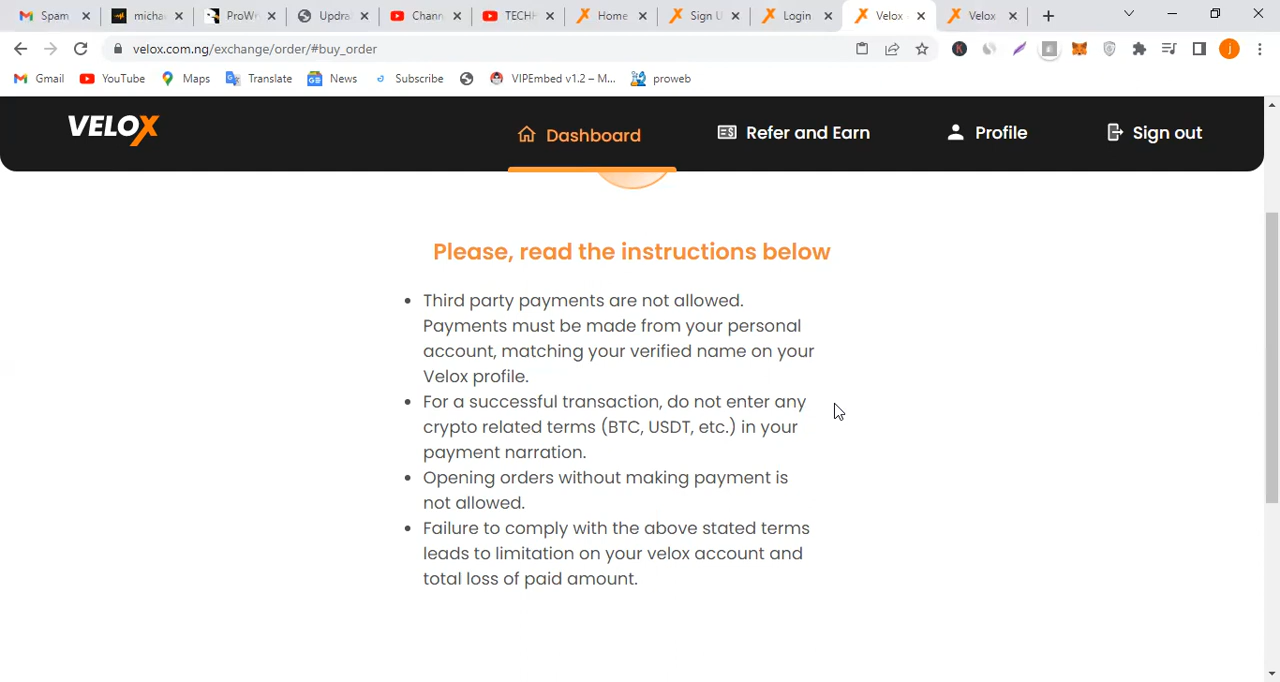 Spam
micha
ProW
Updra
Chann
TECHH
Home
Sign U
Login
Velox
Velox
velox.com.ng/exchange/order/#buy_order
Gmail
YouTube
Maps
Translate
News
Subscribe
VIPEmbed v1.2 – M...
proweb
VELOX
Dashboard
Refer and Earn
Profile
Sign out
Please, read the instructions below
• Third party payments are not allowed.
Payments must be made from your personal
account, matching your verified name on your
Velox profile.
• For a successful transaction, do not enter any
crypto related terms (BTC, USDT, etc.) in your
payment narration.
• Opening orders without making payment is
not allowed.
• Failure to comply with the above stated terms
leads to limitation on your velox account and
total loss of paid amount.